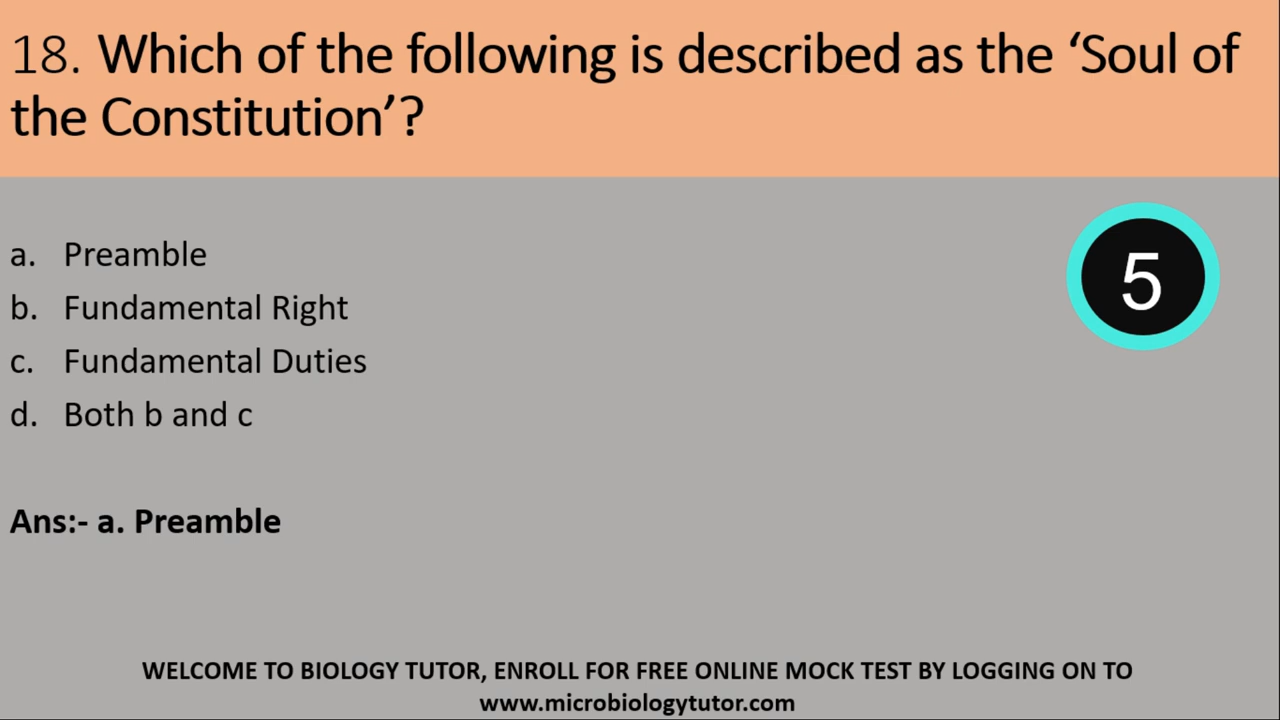 18. Which of the following is described as the ‘Soul of
the Constitution’?
a. Preamble
b. Fundamental Right
c. Fundamental Duties
d. Both b and c
5
Ans:- a. Preamble
WELCOME TO BIOLOGY TUTOR, ENROLL FOR FREE ONLINE MOCK TEST BY LOGGING ON TO
www.microbiologytutor.com